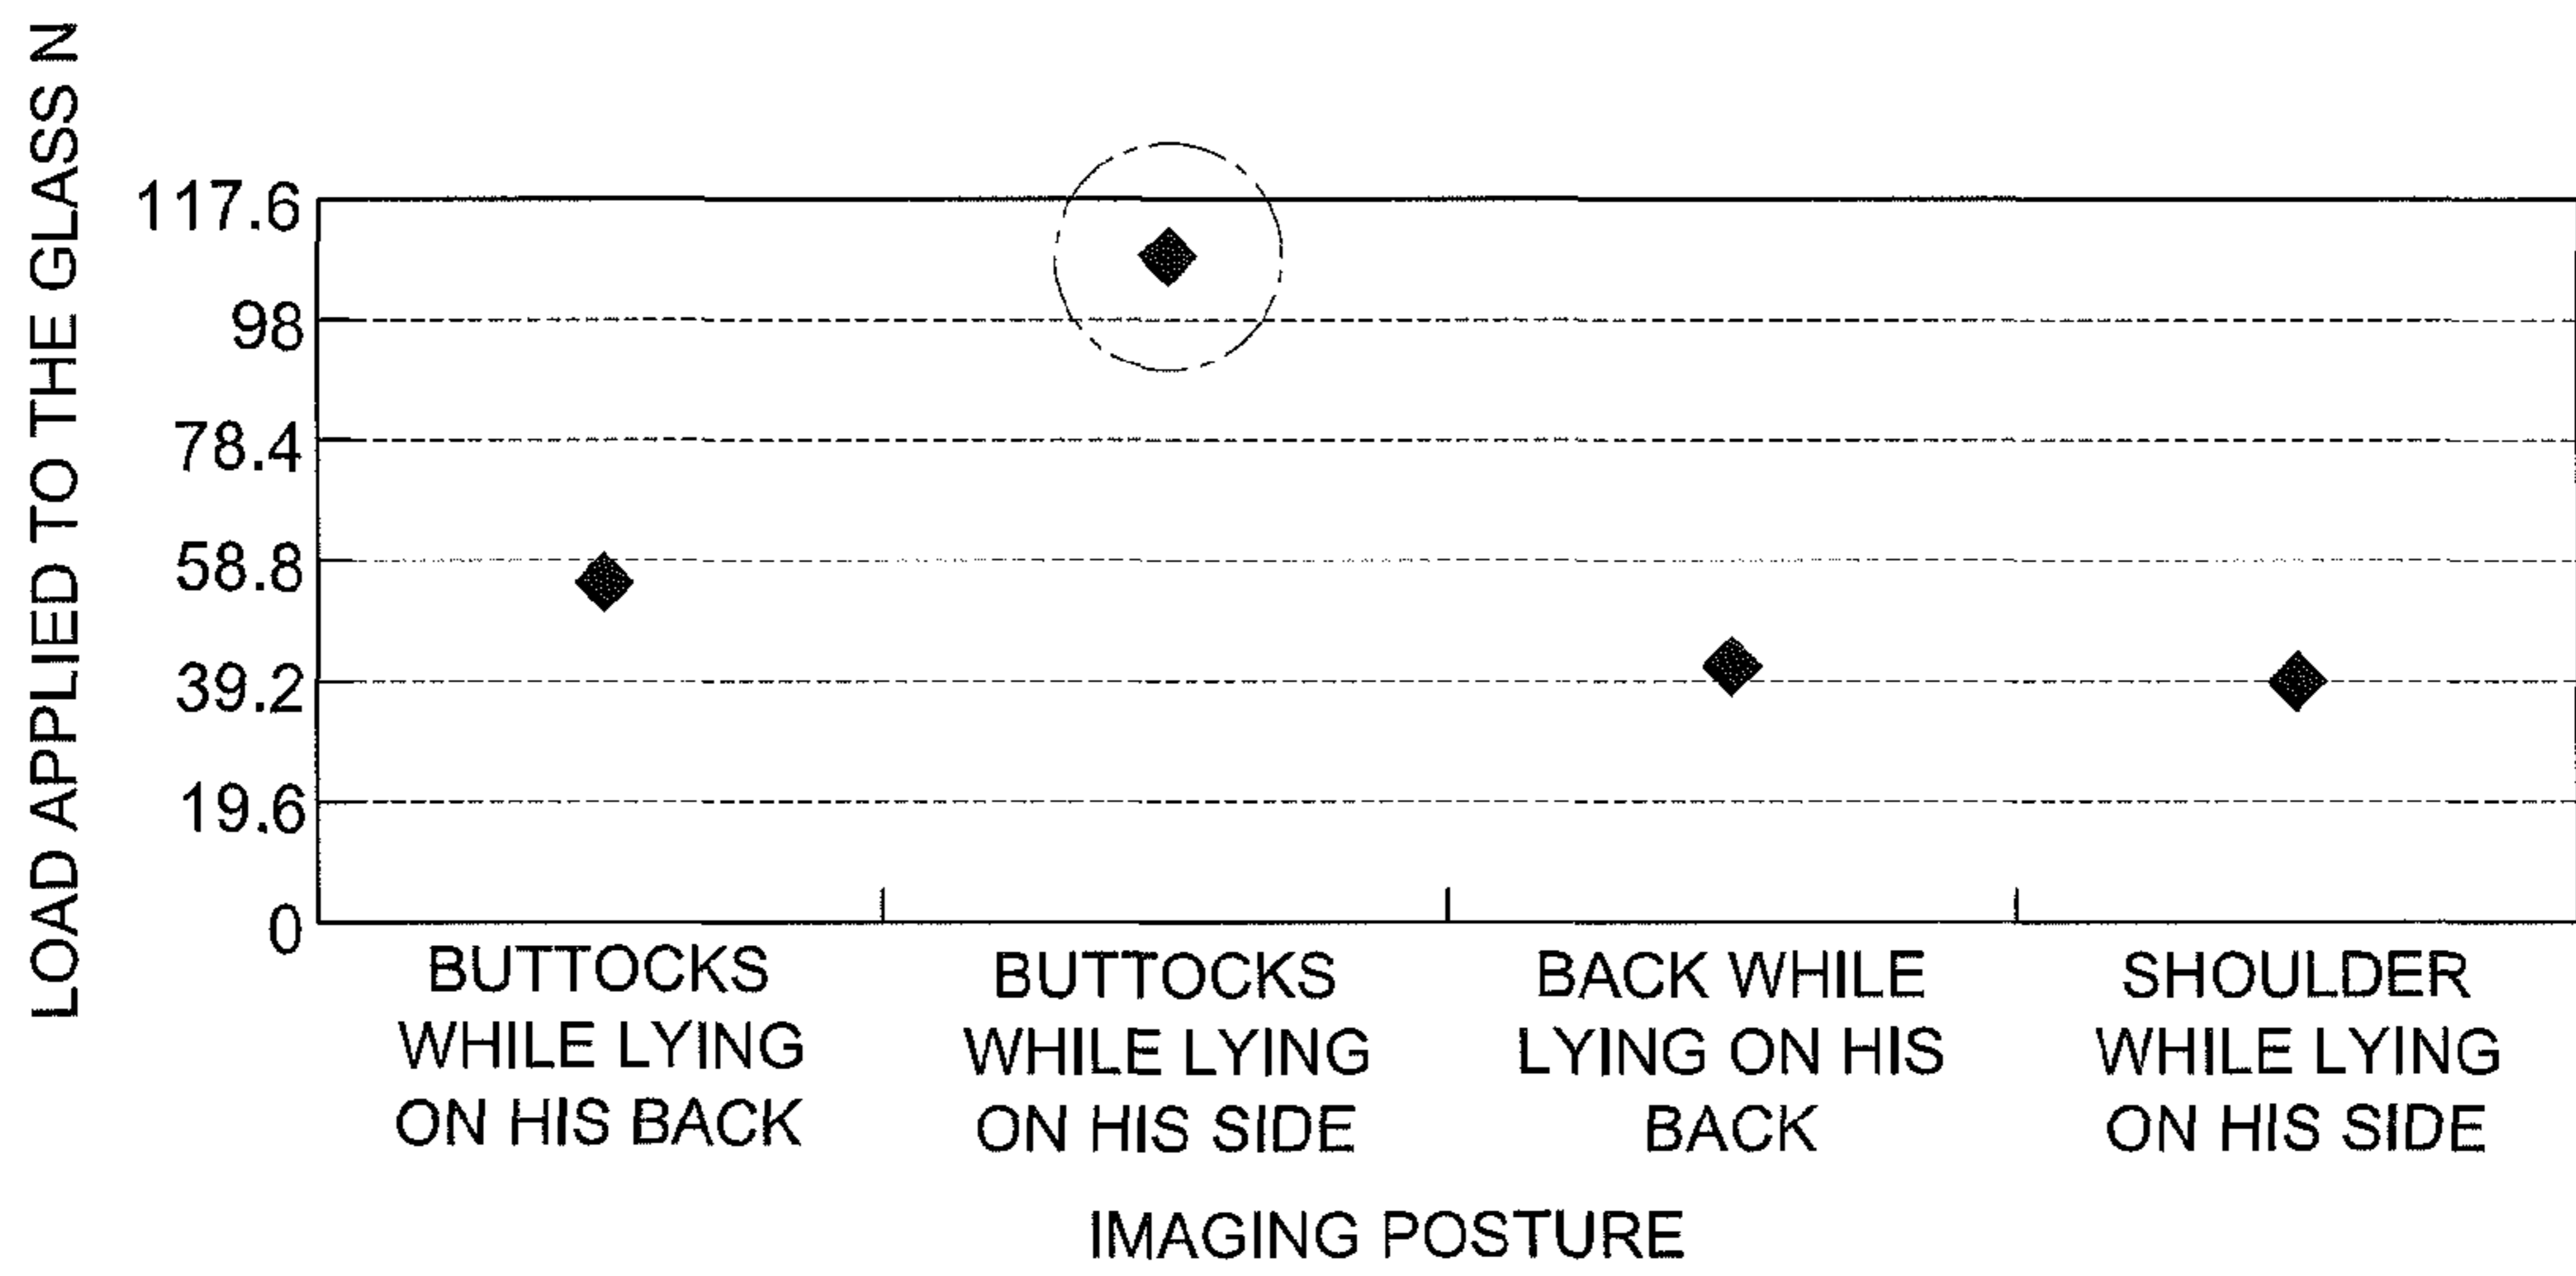 LOAD APPLIED TO THE GLASS N
117.6
98
78.4
58.8
39.2
19.6
0
BUTTOCKS
WHILE LYING
ON HIS BACK
BUTTOCKS
WHILE LYING
ON HIS SIDE
BACK WHILE
LYING ON HIS
BACK
SHOULDER
WHILE LYING
ON HIS SIDE
IMAGING POSTURE